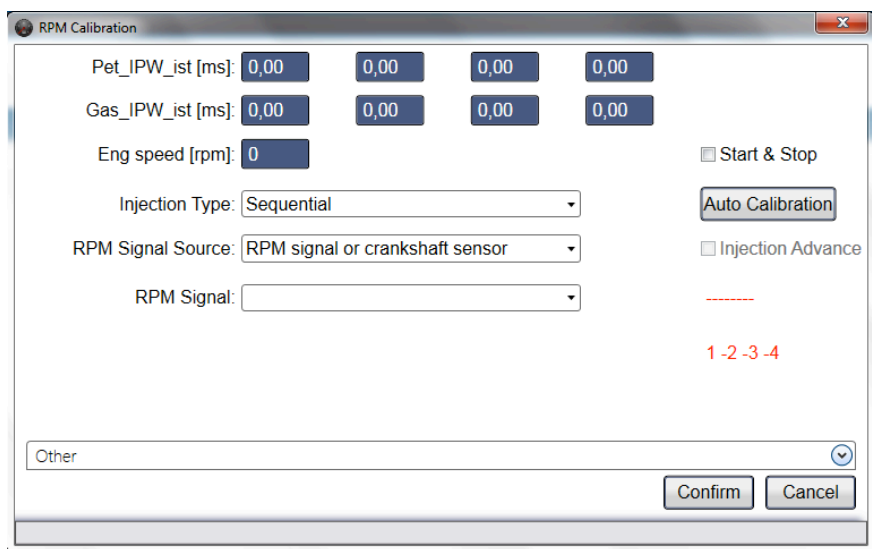 RPM Calibration
Pet_IPW_ist [ms]: 0,00 0,00 0,00 0,00
Gas_IPW_ist [ms]: 0,00 0,00 0,00 0,00
Eng speed [rpm]: 0 Start & Stop
Injection Type: Sequential Auto Calibration
RPM Signal Source: RPM signal or crankshaft sensor Injection Advance
RPM Signal: --------
1 -2 -3 -4
Other
Confirm Cancel